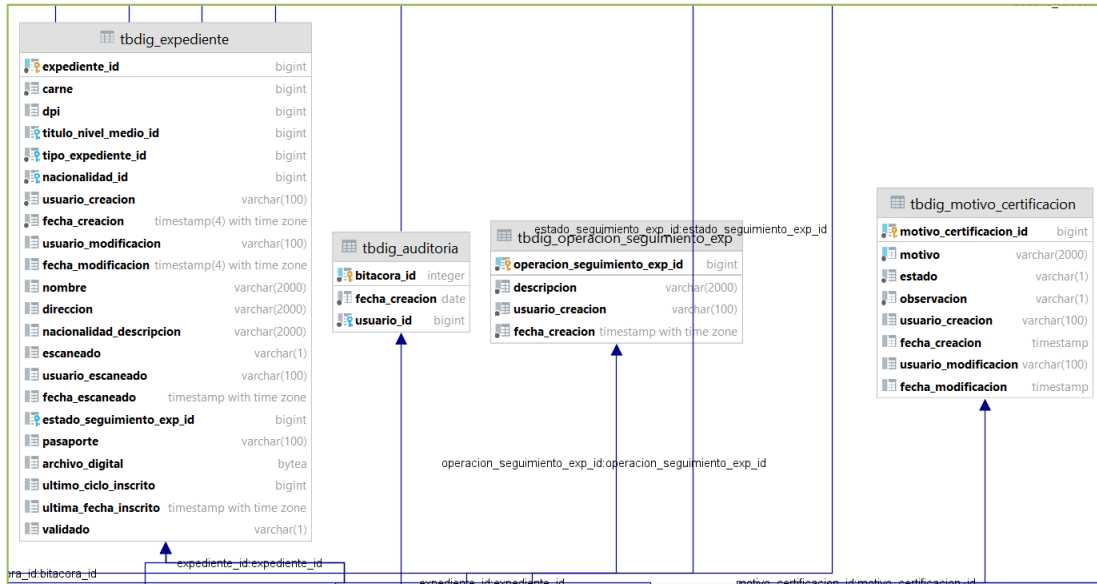 tbdig_expediente
expediente_id bigint
carne bigint
dpi bigint
titulo_nivel_medio_id bigint
tipo_expediente_id bigint
nacionalidad_id bigint
usuario_creacion varchar(100)
fecha_creacion timestamp(4) with time zone
usuario_modificacion varchar(100)
fecha_modificacion timestamp(4) with time zone
nombre varchar(2000)
direccion varchar(2000)
nacionalidad_descripcion varchar(2000)
escaneado varchar(1)
usuario_escaneado varchar(100)
fecha_escaneado timestamp with time zone
estado_seguimiento_exp_id bigint
pasaporte varchar(100)
archivo_digital bytea
ultimo_ciclo_inscrito bigint
ultima_fecha_inscrito timestamp with time zone
validado varchar(1)
tbdig_auditoria
bitacora_id integer
fecha_creacion date
usuario_id bigint
estado_seguimiento_exp_id:estado_seguimiento_exp_id
tbdig_operacion_seguimiento_exp
operacion_seguimiento_exp_id bigint
descripcion varchar(2000)
usuario_creacion varchar(100)
fecha_creacion timestamp with time zone
tbdig_motivo_certificacion
motivo_certificacion_id bigint
motivo varchar(2000)
estado varchar(1)
observacion varchar(1)
usuario_creacion varchar(100)
fecha_creacion timestamp
usuario_modificacion varchar(100)
fecha_modificacion timestamp
operacion_seguimiento_exp_id:operacion_seguimiento_exp_id
expediente_id:expediente_id
ora_id:bitacora_id
expediente_id:expediente_id
motivo_certificacion_id:motivo_certificacion_id